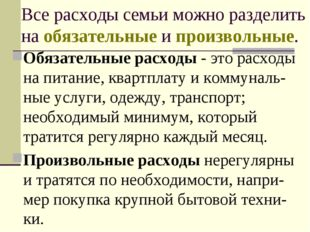 Все расходы семьи можно разделить
на обязательные и произвольные.
Обязательные расходы - это расходы
на питание, квартплату и коммуналь-
ные услуги, одежду, транспорт;
необходимый минимум, который
тратится регулярно каждый месяц.
Произвольные расходы нерегулярны
и тратятся по необходимости, напри-
мер покупка крупной бытовой техни-
ки.